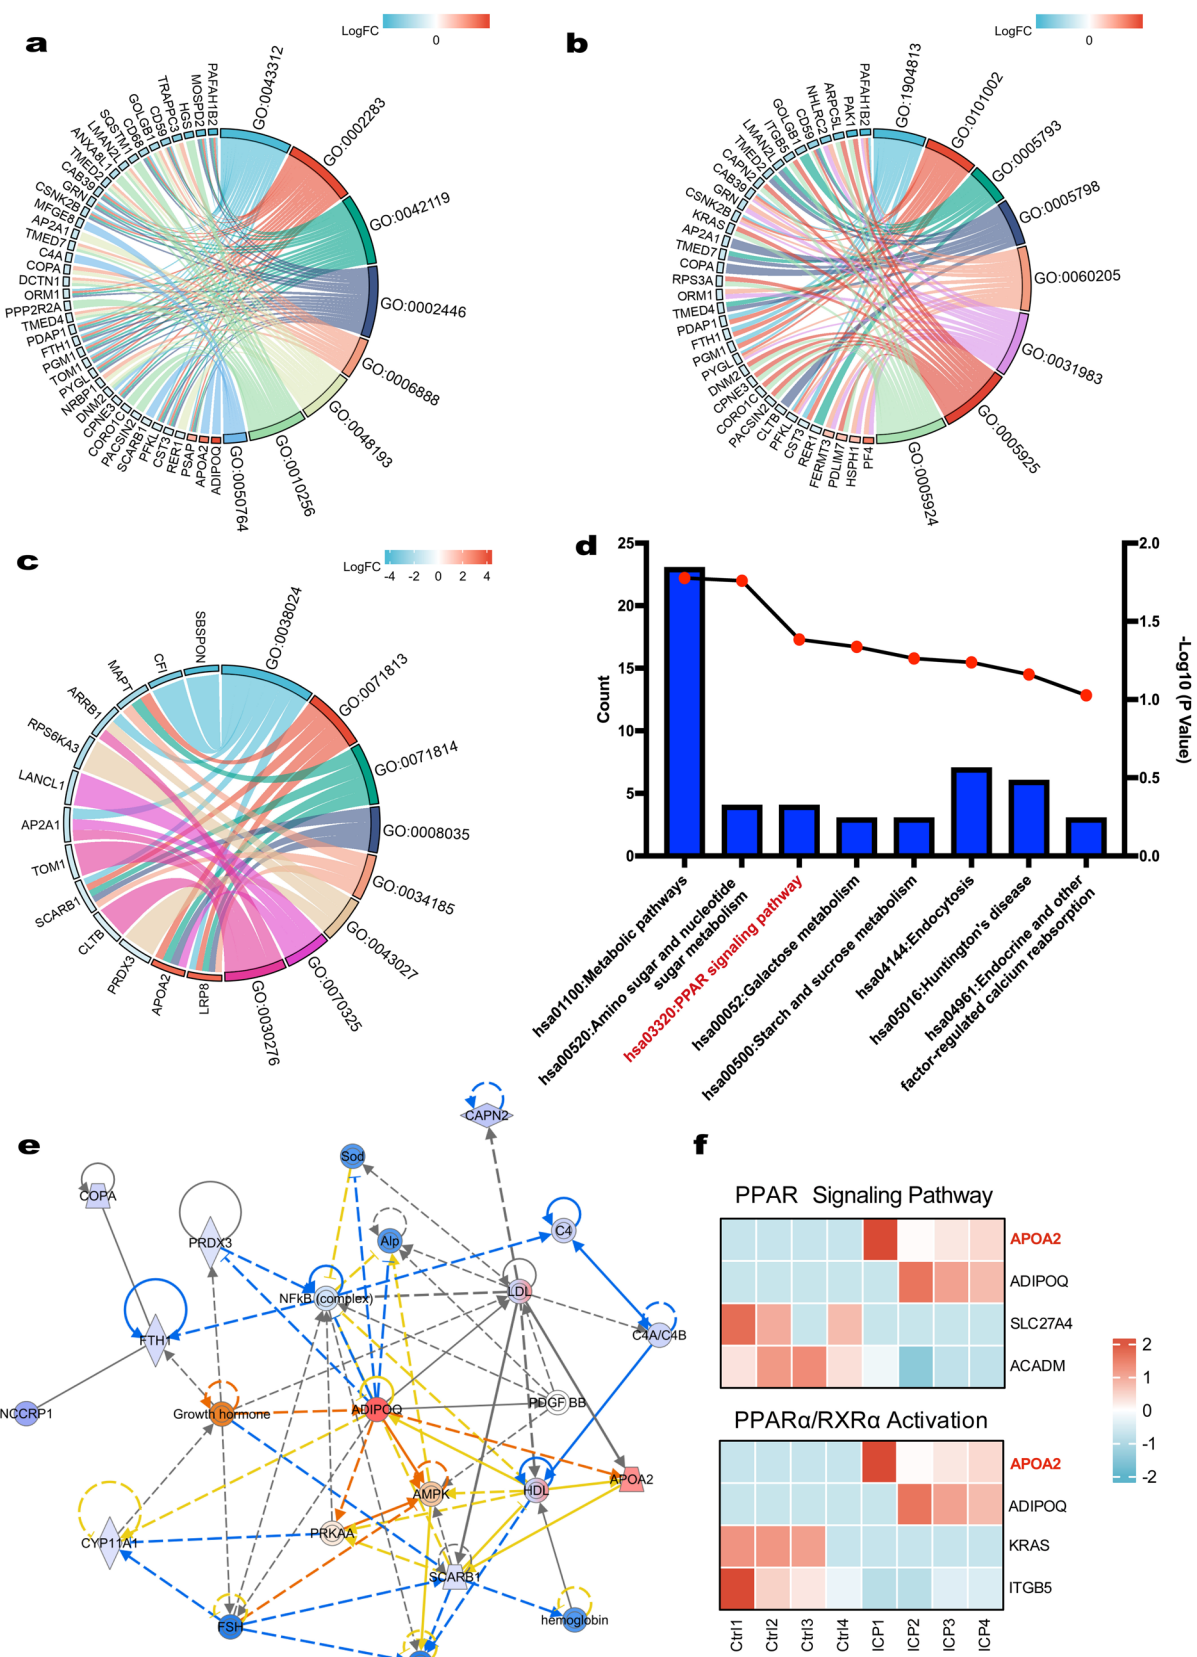 a
LogFC
0
GO:0043312
GO:0002283
GO:0042119
GO:0002446
GO:0006888
GO:0048193
GO:0010256
GO:0050764
PAFAH1B2
MOSPD2
HGS
TRAPPC3
CD59
GOLGB1
CD68
SQSTM1
LMAN2L
ANXA8L1
TMED2
CAB39
GRN
CSNK2B
MFGE8
AP2A1
TMED7
C4A
COPA
DCTN1
ORM1
PPP2R2A
TMED4
PDAP1
FTH1
PGM1
TOM1
PYGL
NRBP1
DNM2
CPNE3
CORO1C
PACSIN2
SCARB1
PFKL
CST3
RER1
PSAP
APOA2
ADIPOQ
b
LogFC
0
GO:1904813
GO:0101002
GO:0005793
GO:0005798
GO:0060205
GO:0031983
GO:0005925
GO:0005924
PAFAH1B2
PAK1
ARPC5L
NHLRC2
CD59
GOLGB1
ITGB5
LMAN2L
TMED2
CAPN2
CAB39
GRN
CSNK2B
KRAS
AP2A1
TMED7
COPA
RPS3A
ORM1
TMED4
PDAP1
FTH1
PGM1
PYGL
DNM2
CPNE3
CORO1C
PACSIN2
CLTB
PFKL
CST3
RER1
FERMT3
PDLIM7
HSPH1
PF4
c
LogFC
-4 -2 0 2 4
GO:0038024
GO:0071813
GO:0071814
GO:0008035
GO:0034185
GO:0043027
GO:0070325
GO:0030276
SBSPON
CFI
MAPT
ARRB1
RPS6KA3
LANCL1
AP2A1
TOM1
SCARB1
CLTB
PRDX3
APOA2
LRP8
d
25
20
15
10
5
0
Count
2.0
1.5
1.0
0.5
0.0
-Log10 (P Value)
hsa01100:Metabolic pathways
hsa00520:Amino sugar and nucleotide
sugar metabolism
hsa03320:PPAR signaling pathway
hsa00052:Galactose metabolism
hsa00500:Starch and sucrose metabolism
hsa04144:Endocytosis
hsa05016:Huntington's disease
hsa04961:Endocrine and other
factor-regulated calcium reabsorption
e
CAPN2
Sod
COPA
PRDX3
Alp
C4
NFkB (complex)
LDL
FTH1
C4A/C4B
NCCRP1
Growth hormone
ADIPOQ
PDGF BB
APOA2
AMPK
HDL
CYP11A1
PRKAA
SCARB1
FSH
hemoglobin
f
PPAR Signaling Pathway
APOA2
ADIPOQ
SLC27A4
ACADM
PPARα/RXRα Activation
APOA2
ADIPOQ
KRAS
ITGB5
Ctrl1 Ctrl2 Ctrl3 Ctrl4 ICP1 ICP2 ICP3 ICP4
2
1
0
-1
-2